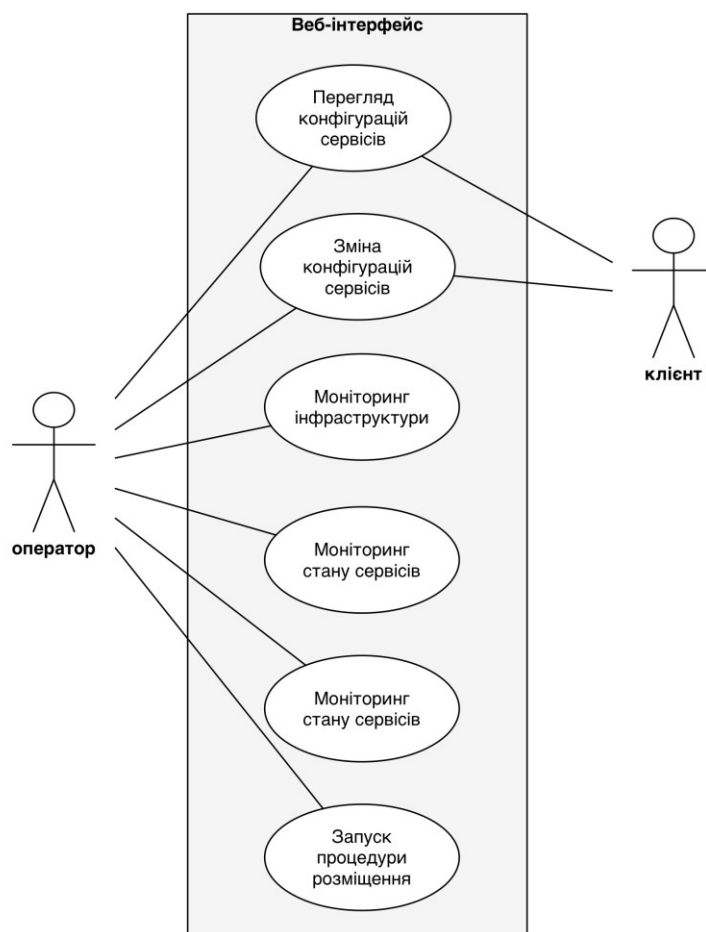 Веб-інтерфейс
Перегляд
конфігурацій
сервісів
Зміна
конфігурацій
сервісів
клієнт
Моніторинг
інфраструктури
оператор
Моніторинг
стану сервісів
Моніторинг
стану сервісів
Запуск
процедури
розміщення